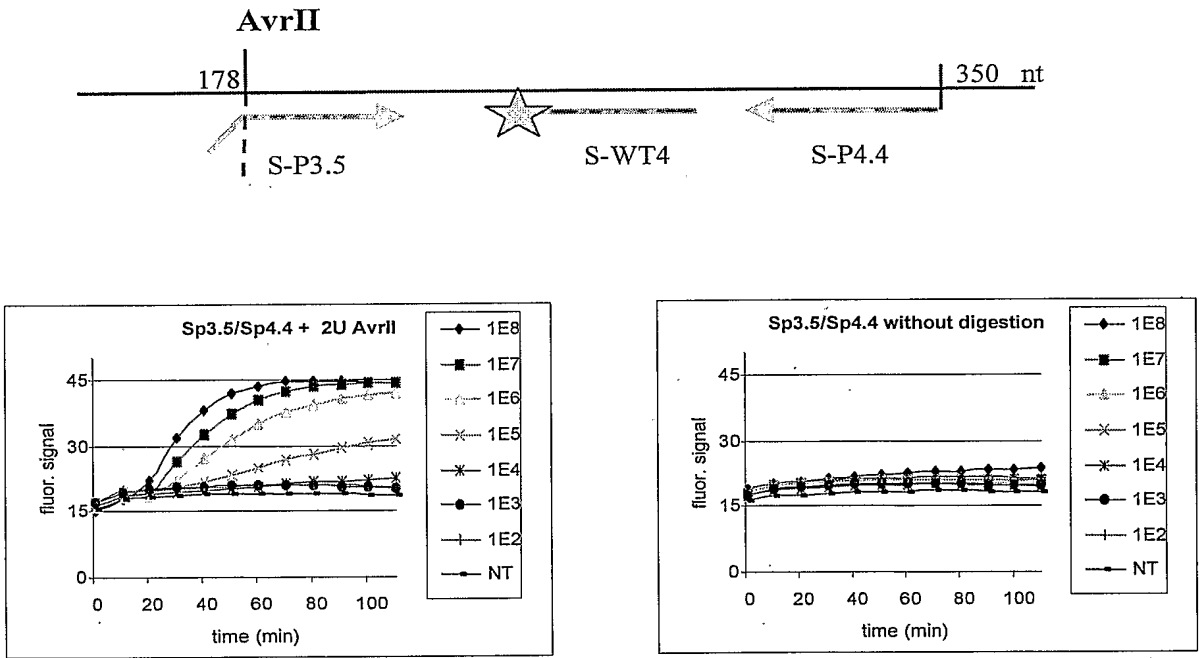 AvrII
178
350 nt
S-P3.5
S-WT4
S-P4.4
Sp3.5/Sp4.4 + 2U AvrII
45
30
15
0
fluor. signal
0 20 40 60 80 100
time (min)
1E8
1E7
1E6
1E5
1E4
1E3
1E2
NT
Sp3.5/Sp4.4 without digestion
45
30
15
0
fluor. signal
0 20 40 60 80 100
time (min)
1E8
1E7
1E6
1E5
1E4
1E3
1E2
NT